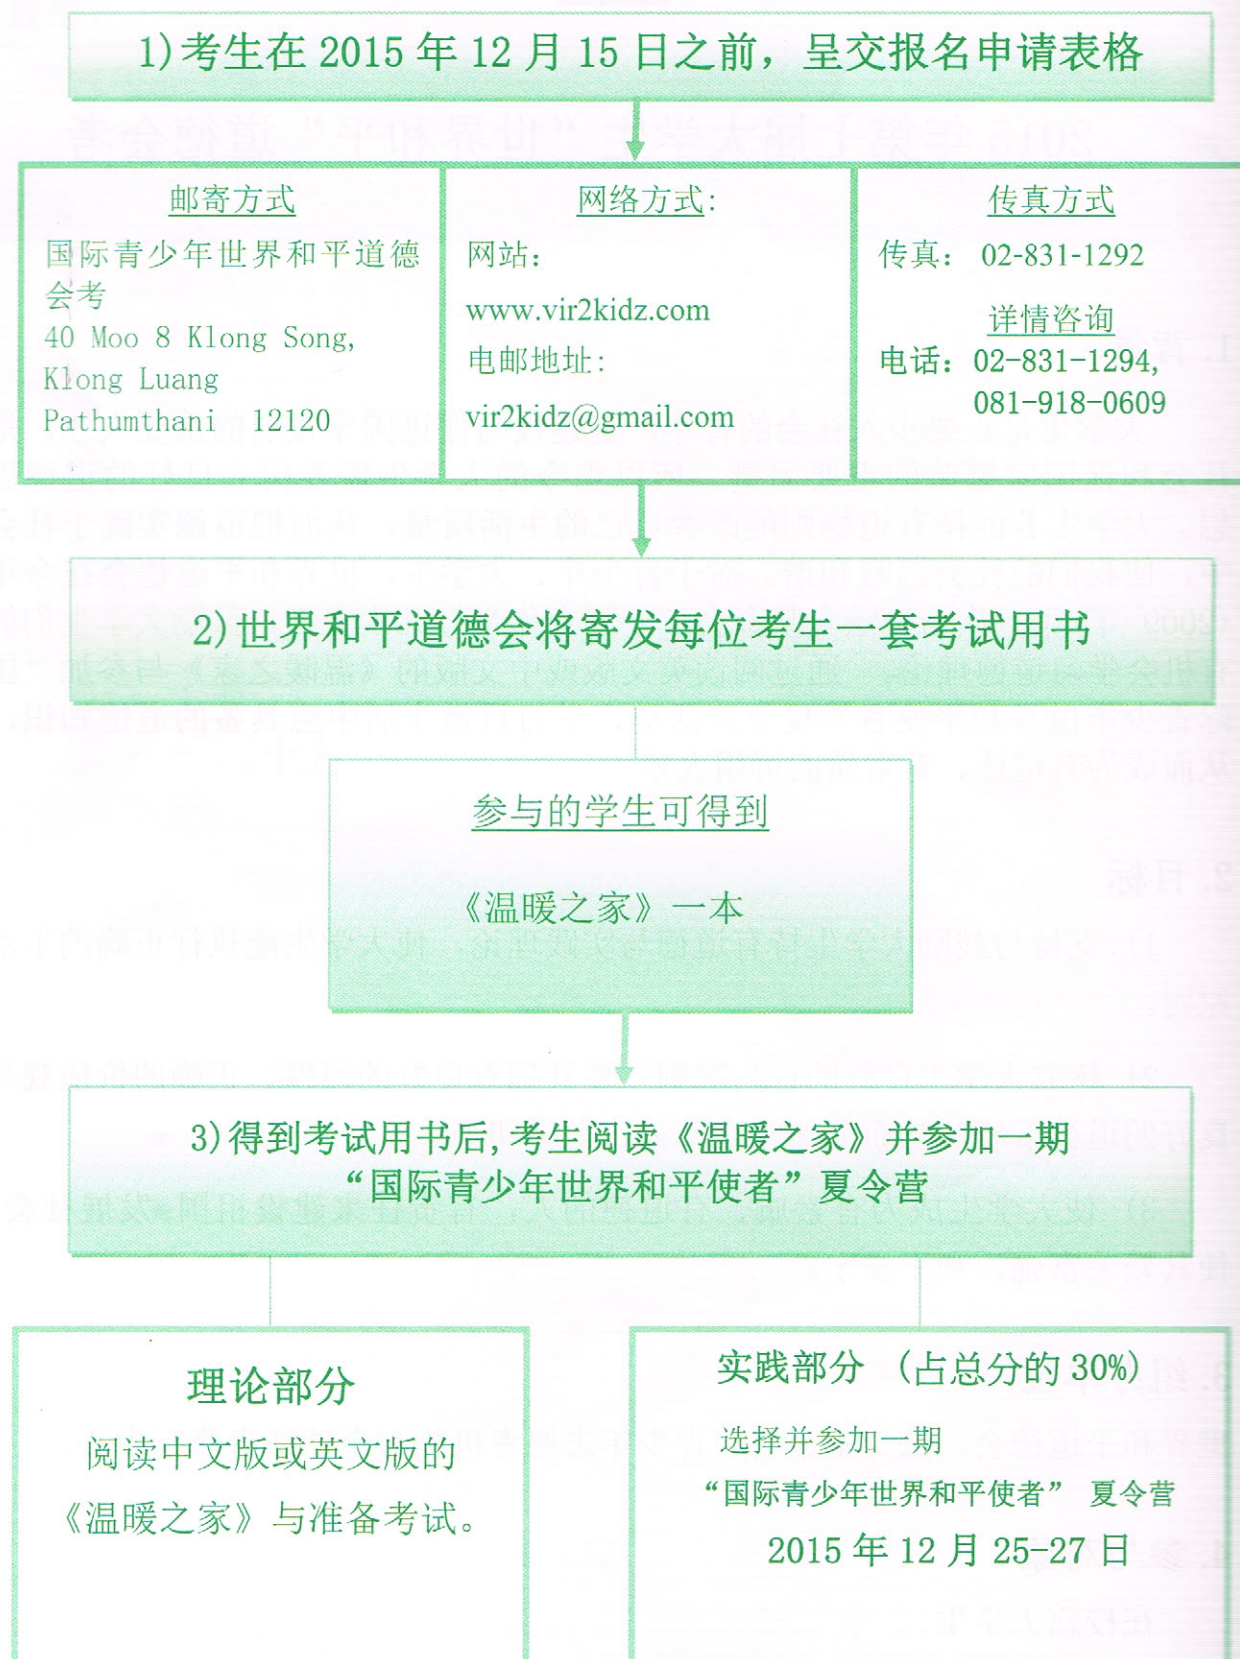 1)考生在 2015 年 12 月 15 日之前，呈交报名申请表格
邮寄方式
国际青少年世界和平道德
会考
40 Moo 8 Klong Song,
Klong Luang
Pathumthani 12120
网络方式:
网站：
www.vir2kidz.com
电邮地址:
vir2kidz@gmail.com
传真方式
传真： 02-831-1292
详情咨询
电话：02-831-1294,
081-918-0609
2)世界和平道德会将寄发每位考生一套考试用书
参与的学生可得到
《温暖之家》一本
3)得到考试用书后,考生阅读《温暖之家》并参加一期
“国际青少年世界和平使者”夏令营
理论部分
阅读中文版或英文版的
《温暖之家》与准备考试。
实践部分 （占总分的 30%）
选择并参加一期
“国际青少年世界和平使者” 夏令营
2015 年 12 月 25-27 日